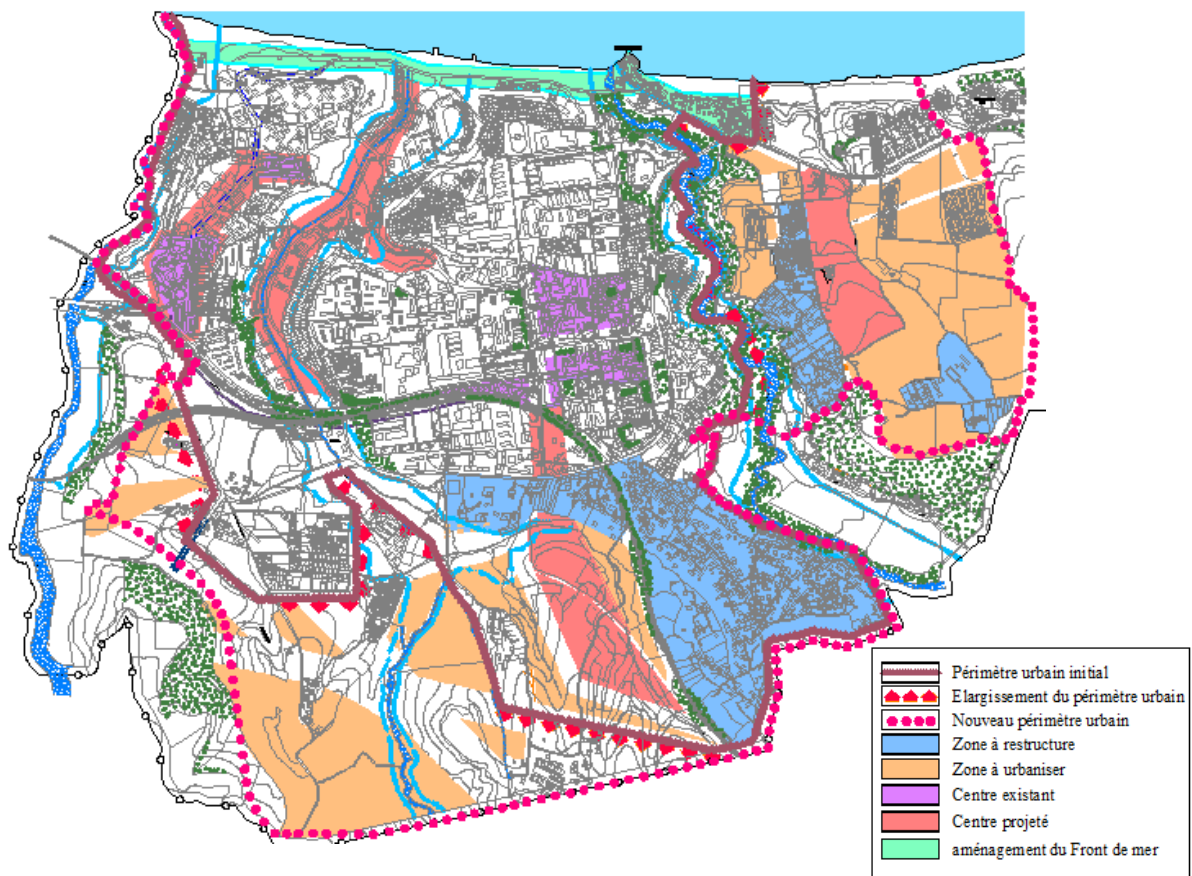 Périmètre urbain initial
Elargissement du périmètre urbain
Nouveau périmètre urbain
Zone à restructure
Zone à urbaniser
Centre existant
Centre projeté
aménagement du Front de mer